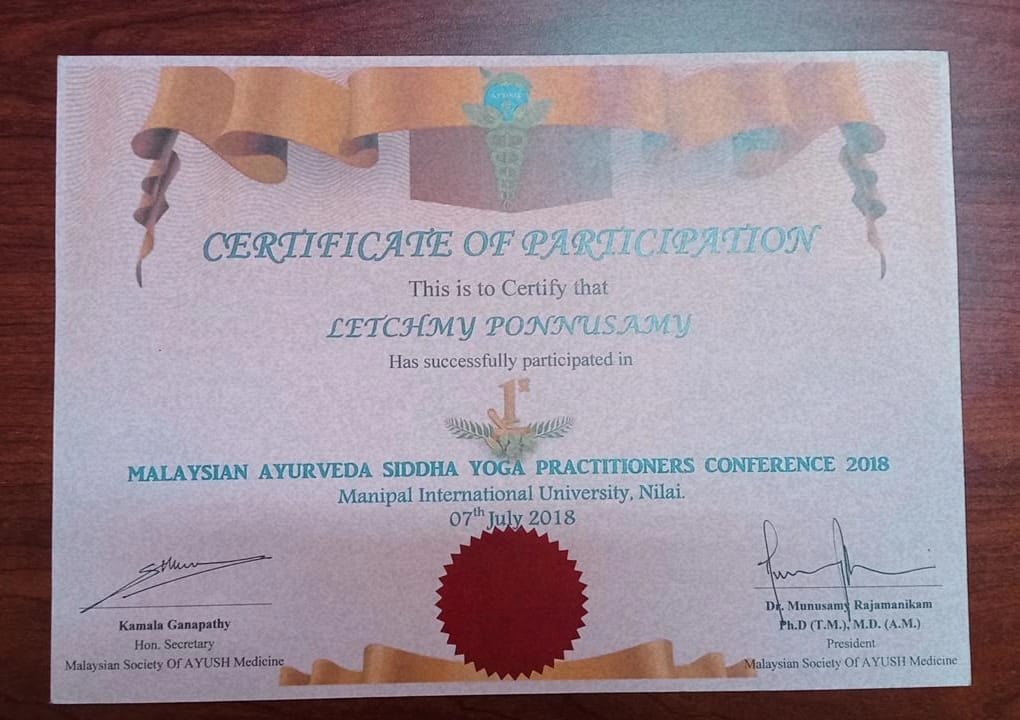 CERTIFICATE OF PARTICIPATION
This is to Certify that
LETCHMY PONNUSAMY
Has successfully participated in
1st
MALAYSIAN AYURVEDA SIDDHA YOGA PRACTITIONERS CONFERENCE 2018
Manipal International University, Nilai.
07th July 2018
Kamala Ganapathy
Hon. Secretary
Malaysian Society Of AYUSH Medicine
Dr. Munusamy Rajamanikam
Ph.D (T.M.), M.D. (A.M.)
President
Malaysian Society Of AYUSH Medicine